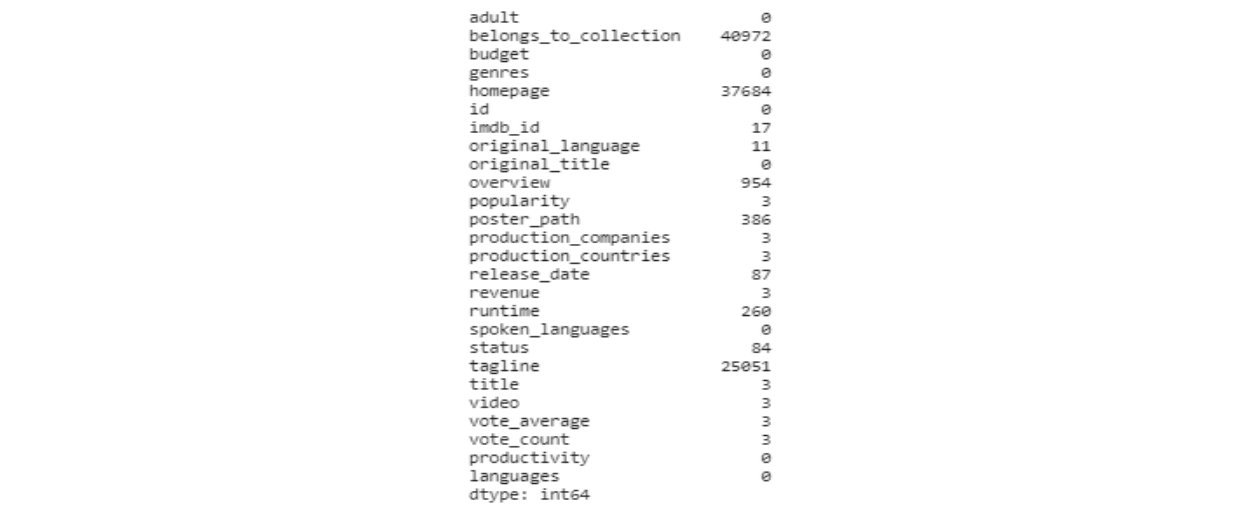 adult 0
belongs_to_collection 40972
budget 0
genres 0
homepage 37684
id 0
imdb_id 17
original_language 11
original_title 0
overview 954
popularity 3
poster_path 386
production_companies 3
production_countries 3
release_date 87
revenue 3
runtime 260
spoken_languages 0
status 84
tagline 25051
title 3
video 3
vote_average 3
vote_count 3
productivity 0
languages 0
dtype: int64